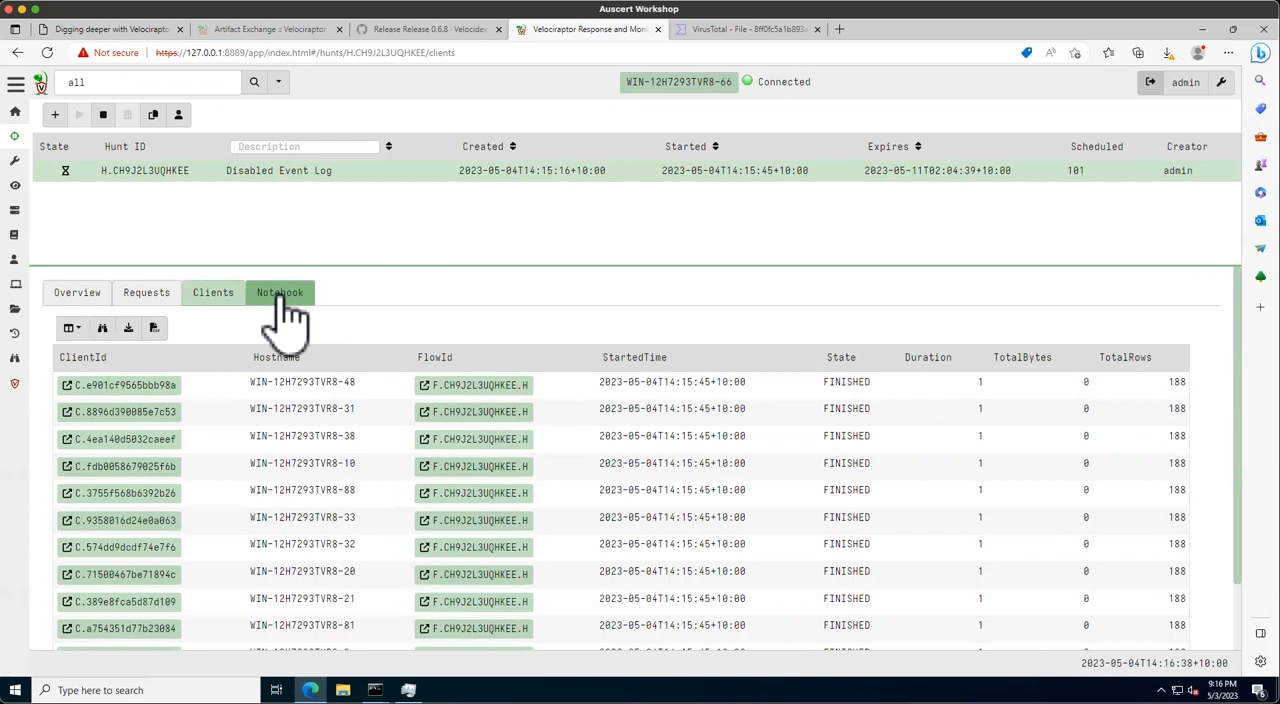 Auscert Workshop
Digging deeper with Velocirapto
Artifact Exchange :: Velocirapto
Release Release 0.6.8 · Velocidex
Velociraptor Response and Moni
VirusTotal - File - 8ff0fc5a1b893
Not secure
https://127.0.0.1:8889/app/index.html#/hunts/H.CH9J2L3UQHKEE/clients
all
WIN-12H7293TVR8-66 Connected
admin
State Hunt ID Description Created Started Expires Scheduled Creator
H.CH9J2L3UQHKEE Disabled Event Log 2023-05-04T14:15:16+10:00 2023-05-04T14:15:45+10:00 2023-05-11T02:04:39+10:00 101 admin
Overview Requests Clients Notebook
ClientId Hostname FlowId StartedTime State Duration TotalBytes TotalRows
C.e901cf9565bbb98a WIN-12H7293TVR8-48 F.CH9J2L3UQHKEE.H 2023-05-04T14:15:45+10:00 FINISHED 1 0 188
C.8896d390085e7c53 WIN-12H7293TVR8-31 F.CH9J2L3UQHKEE.H 2023-05-04T14:15:45+10:00 FINISHED 1 0 188
C.4ea140d5032caeef WIN-12H7293TVR8-38 F.CH9J2L3UQHKEE.H 2023-05-04T14:15:45+10:00 FINISHED 1 0 188
C.fdb0058679025f6b WIN-12H7293TVR8-10 F.CH9J2L3UQHKEE.H 2023-05-04T14:15:45+10:00 FINISHED 1 0 188
C.3755f568b6392b26 WIN-12H7293TVR8-88 F.CH9J2L3UQHKEE.H 2023-05-04T14:15:45+10:00 FINISHED 1 0 188
C.9358016d24e0a063 WIN-12H7293TVR8-33 F.CH9J2L3UQHKEE.H 2023-05-04T14:15:45+10:00 FINISHED 1 0 188
C.574dd9dcdf74e7f6 WIN-12H7293TVR8-32 F.CH9J2L3UQHKEE.H 2023-05-04T14:15:45+10:00 FINISHED 1 0 188
C.71500467be71894c WIN-12H7293TVR8-20 F.CH9J2L3UQHKEE.H 2023-05-04T14:15:45+10:00 FINISHED 1 0 188
C.389e8fca5d87d109 WIN-12H7293TVR8-21 F.CH9J2L3UQHKEE.H 2023-05-04T14:15:45+10:00 FINISHED 1 0 188
C.a754351d77b23084 WIN-12H7293TVR8-81 F.CH9J2L3UQHKEE.H 2023-05-04T14:15:45+10:00 FINISHED 1 0 188
2023-05-04T14:16:38+10:00
Type here to search
9:16 PM
5/3/2023